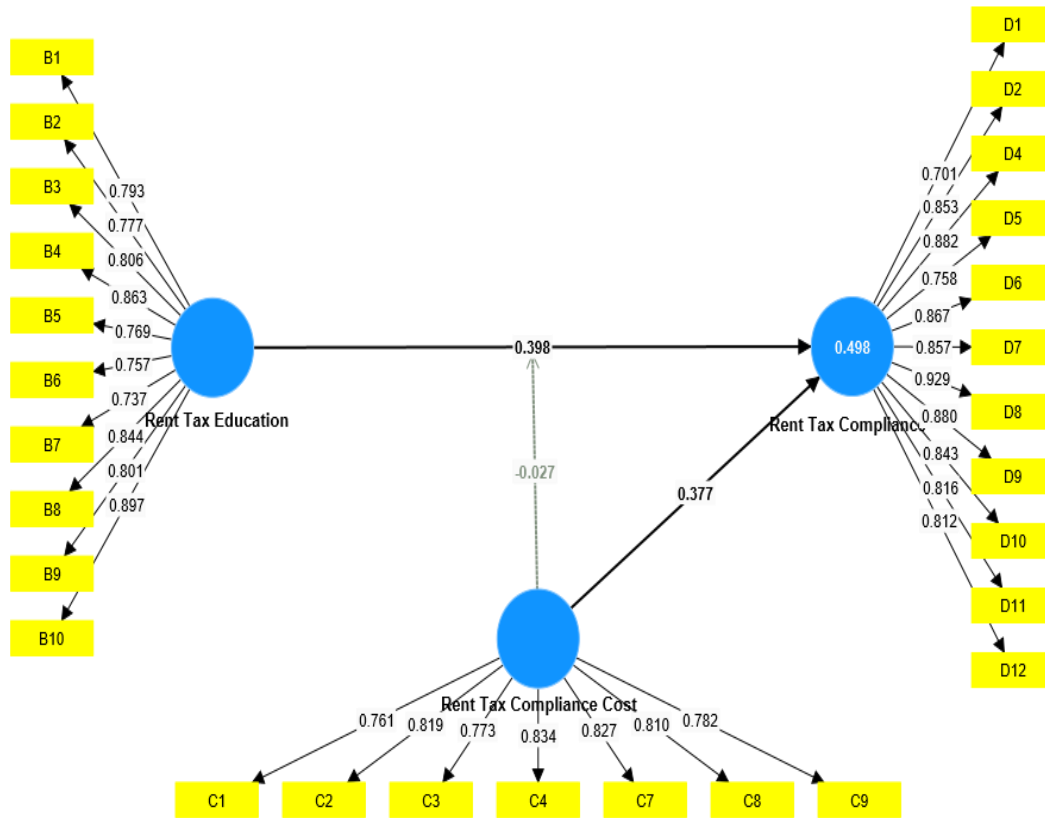 B1
B2
B3
B4
B5
B6
B7
B8
B9
B10
0.793
0.777
0.806
0.863
0.769
0.757
0.737
0.844
0.801
0.897
Rent Tax Education
0.398
-0.027
0.377
0.498
Rent Tax Compliance
0.701
0.853
0.882
0.758
0.867
0.857
0.929
0.880
0.843
0.816
0.812
D1
D2
D4
D5
D6
D7
D8
D9
D10
D11
D12
Rent Tax Compliance Cost
0.761
0.819
0.773
0.834
0.827
0.810
0.782
C1
C2
C3
C4
C7
C8
C9